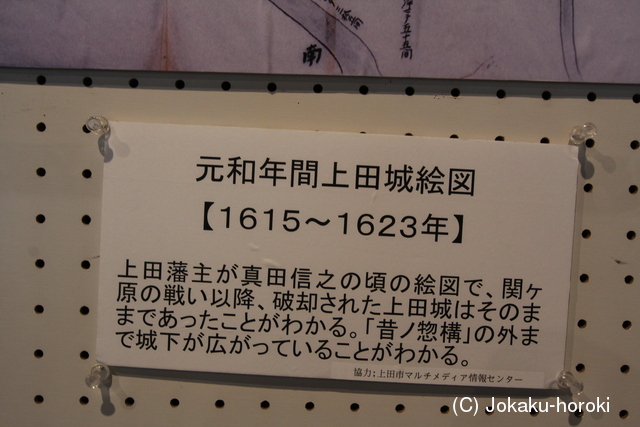 南
元和年間上田城絵図
【1615～1623年】
上田藩主が真田信之の頃の絵図で、関ヶ
原の戦い以降、破却された上田城はそのま
まであったことがわかる。「昔ノ惣構」の外ま
で城下が広がっていることがわかる。
協力;上田市マルチメディア情報センター
(C) Jokaku-horoki